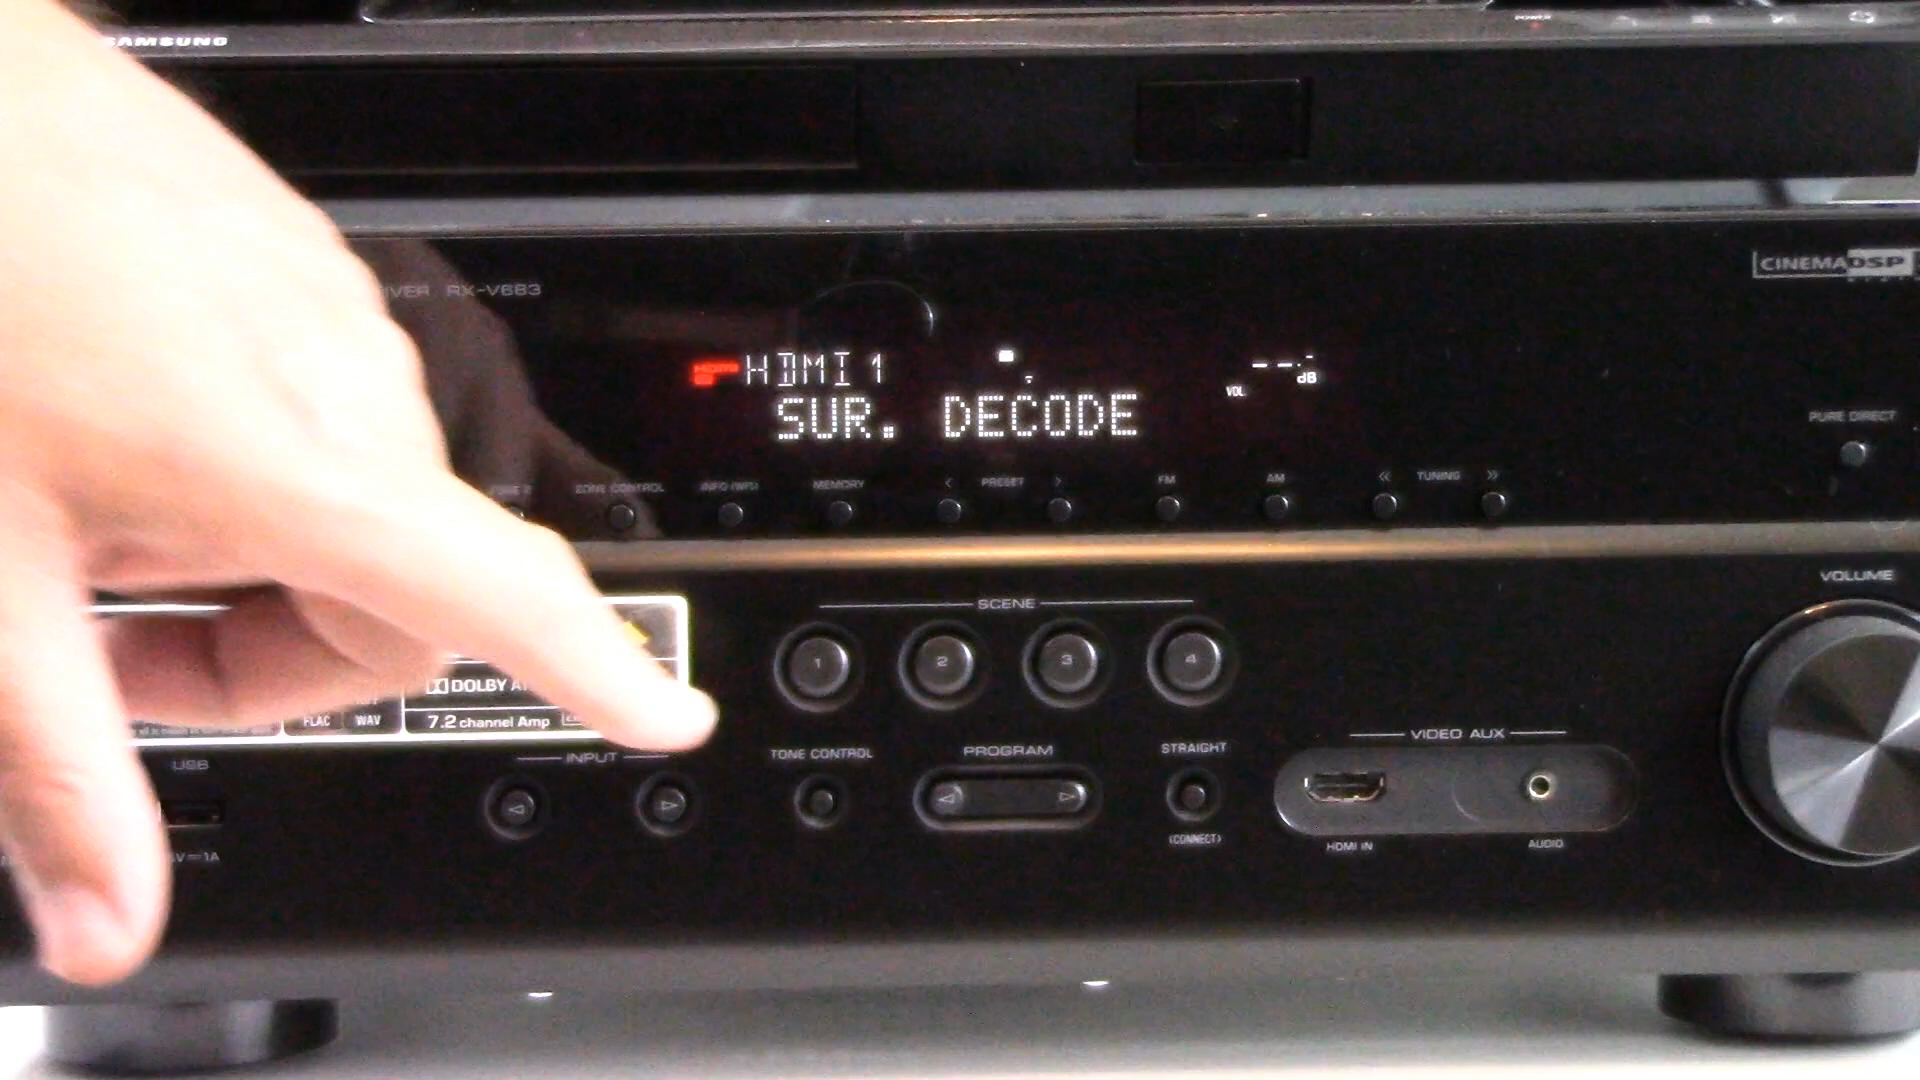 SAMSUNG
POWER
CINEMA DSP
RX-V683
HDMI 1
VOL.
dB
SUR. DECODE
PURE DIRECT
ZONE CONTROL
INFO (WPS)
MEMORY
< PRESET >
FM
AM
<< TUNING >>
VOLUME
SCENE
1
2
3
4
DOLBY
FLAC
WAV
7.2 channel Amp
USB
INPUT
TONE CONTROL
PROGRAM
STRAIGHT
VIDEO AUX
(CONNECT)
HDMI IN
AUDIO